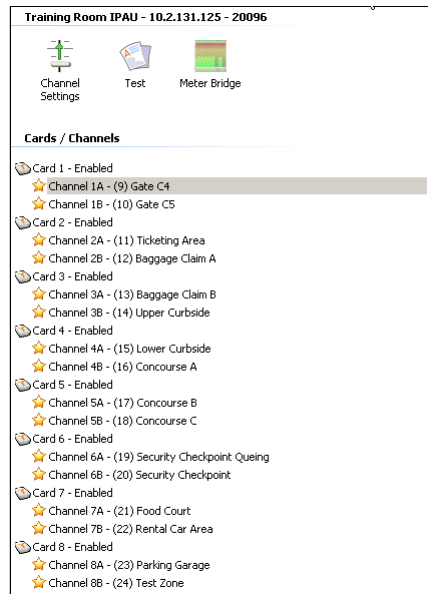 Training Room IPAU - 10.2.131.125 - 20096
Channel Settings
Test
Meter Bridge
Cards / Channels
Card 1 - Enabled
Channel 1A - (9) Gate C4
Channel 1B - (10) Gate C5
Card 2 - Enabled
Channel 2A - (11) Ticketing Area
Channel 2B - (12) Baggage Claim A
Card 3 - Enabled
Channel 3A - (13) Baggage Claim B
Channel 3B - (14) Upper Curbside
Card 4 - Enabled
Channel 4A - (15) Lower Curbside
Channel 4B - (16) Concourse A
Card 5 - Enabled
Channel 5A - (17) Concourse B
Channel 5B - (18) Concourse C
Card 6 - Enabled
Channel 6A - (19) Security Checkpoint Queing
Channel 6B - (20) Security Checkpoint
Card 7 - Enabled
Channel 7A - (21) Food Court
Channel 7B - (22) Rental Car Area
Card 8 - Enabled
Channel 8A - (23) Parking Garage
Channel 8B - (24) Test Zone